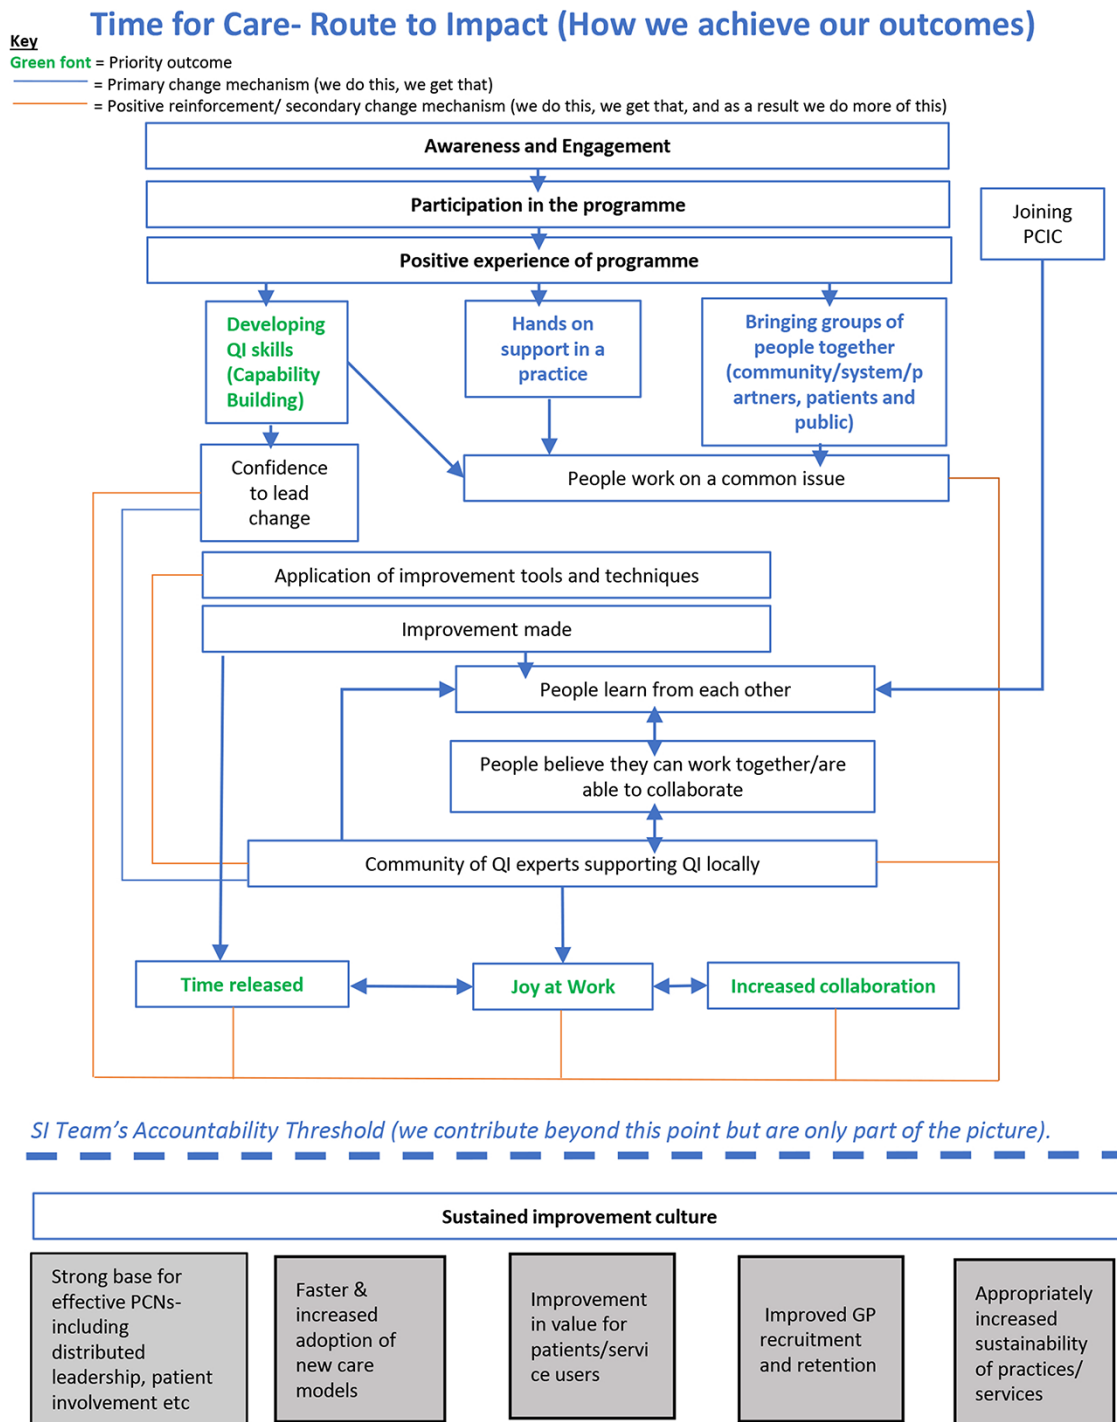 Time for Care- Route to Impact (How we achieve our outcomes)
Key
Green font = Priority outcome
= Primary change mechanism (we do this, we get that)
= Positive reinforcement/ secondary change mechanism (we do this, we get that, and as a result we do more of this)
Awareness and Engagement
Participation in the programme
Joining
PCIC
Positive experience of programme
Developing
QI skills
(Capability
Building)
Hands on
support in a
practice
Bringing groups of
people together
(community/system/p
artners, patients and
public)
Confidence
to lead
change
People work on a common issue
Application of improvement tools and techniques
Improvement made
People learn from each other
People believe they can work together/are
able to collaborate
Community of QI experts supporting QI locally
Time released
Joy at Work
Increased collaboration
SI Team's Accountability Threshold (we contribute beyond this point but are only part of the picture).
Sustained improvement culture
Strong base for
effective PCNs-
including
distributed
leadership, patient
involvement etc
Faster &
increased
adoption of
new care
models
Improvement
in value for
patients/servi
ce users
Improved GP
recruitment
and retention
Appropriately
increased
sustainability
of practices/
services